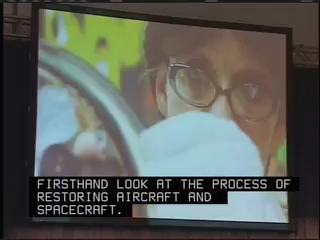 FIRSTHAND LOOK AT THE PROCESS OF
RESTORING AIRCRAFT AND
SPACECRAFT.